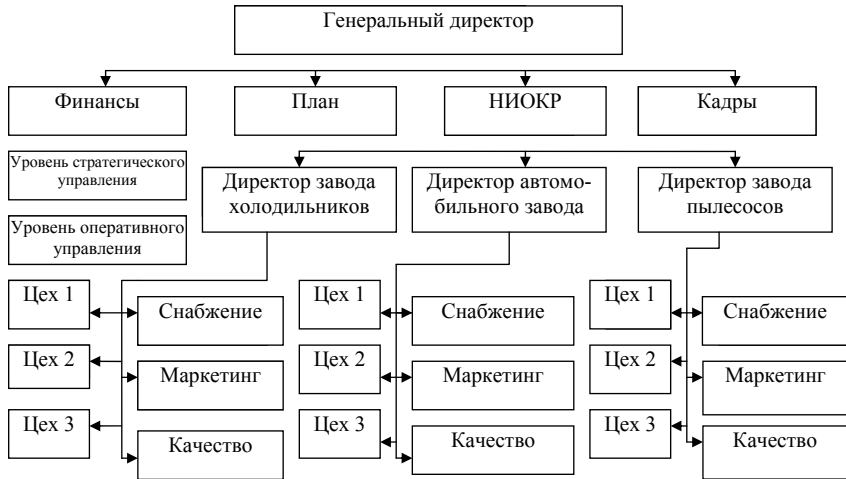 Генеральный директор
Финансы
План
НИОКР
Кадры
Уровень стратегического
управления
Директор завода
холодильников
Директор автомо-
бильного завода
Директор завода
пылесосов
Уровень оперативного
управления
Цех 1
Снабжение
Цех 1
Снабжение
Цех 1
Снабжение
Цех 2
Маркетинг
Цех 2
Маркетинг
Цех 2
Маркетинг
Цех 3
Качество
Цех 3
Качество
Цех 3
Качество